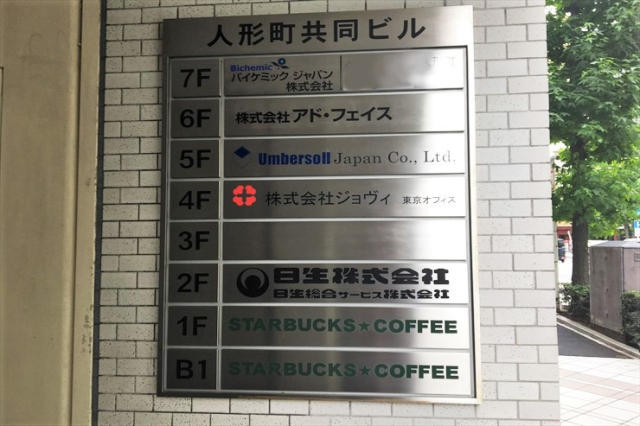 人形町共同ビル
7F
Bichemic
バイケミック ジャパン
株式会社
6F 株式会社 アド・フェイス
5F Umbersoll Japan Co., Ltd.
4F 株式会社ジョヴィ 東京オフィス
3F
2F 日生株式会社
日生総合サービス株式会社
1F STARBUCKS★COFFEE
B1 STARBUCKS★COFFEE